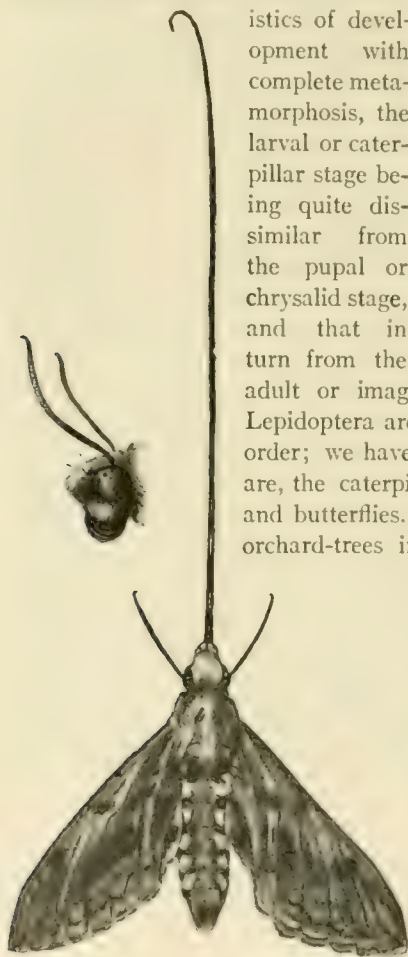 istics of devel-
opment with
complete meta-
morphosis, the
larval or cater-
pillar stage be-
ing quite dis-
similar from
the pupal or
chrysalid stage,
and that in
turn from the
adult or imag
Lepidoptera are
order; we have
are, the caterpi
and butterflies.
orchard-trees i